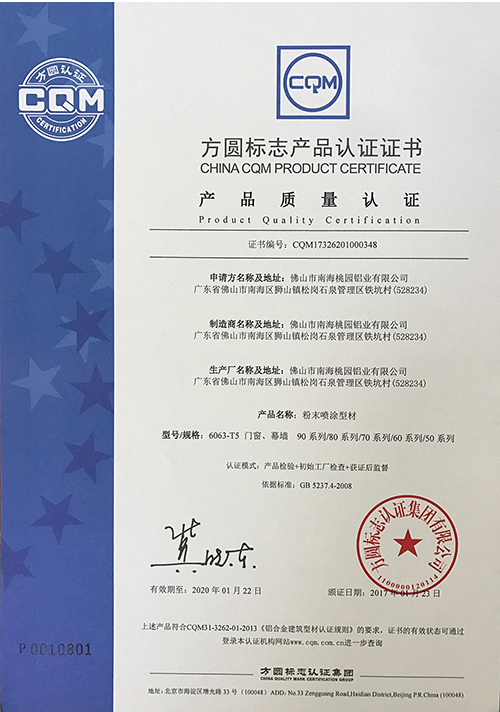 方圆认证
CQM
CERTIFICATION
CQM
方圆标志产品认证证书
CHINA CQM PRODUCT CERTIFICATE
产品质量认证
Product Quality Certification
证书编号：CQM17326201000348
申请方名称及地址：佛山市南海桃园铝业有限公司
广东省佛山市南海区狮山镇松岗石泉管理区铁坑村(528234)
制造商名称及地址：佛山市南海桃园铝业有限公司
广东省佛山市南海区狮山镇松岗石泉管理区铁坑村(528234)
生产厂名称及地址：佛山市南海桃园铝业有限公司
广东省佛山市南海区狮山镇松岗石泉管理区铁坑村(528234)
产品名称：粉末喷涂型材
型号/规格：6063-T5 门窗、幕墙 90系列/80系列/70系列/60系列/50系列
认证模式：产品检验+初始工厂检查+获证后监督
依据标准：GB 5237.4-2008
方圆标志认证集团有限公司
1100000120114
有效期至：2020年01月22日
颁证日期：2017年01月23日
上述产品符合CQM31-3262-01-2013《铝合金建筑型材认证规则》的要求，证书的有效状态可通过
登录本认证机构网站www.cqm.com.cn进一步查询
P0010801
方圆标志认证集团
CHINA QUALITY MARK CERTIFICATION GROUP
地址：北京市海淀区增光路33号（100048）ADD：No.33 Zengguang Road,Haidian District,Beijing P.R.China (100048)